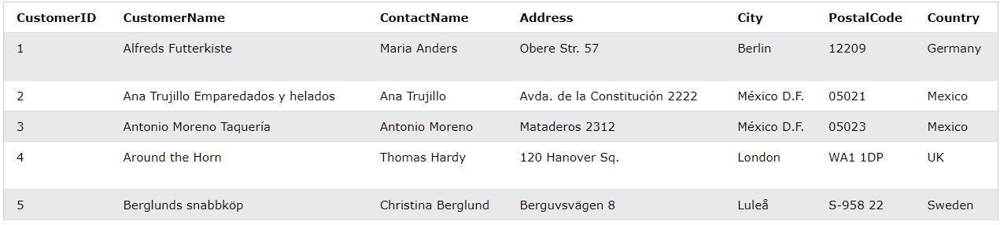 CustomerID CustomerName ContactName Address City PostalCode Country
1 Alfreds Futterkiste Maria Anders Obere Str. 57 Berlin 12209 Germany
2 Ana Trujillo Emparedados y helados Ana Trujillo Avda. de la Constitución 2222 México D.F. 05021 Mexico
3 Antonio Moreno Taquería Antonio Moreno Mataderos 2312 México D.F. 05023 Mexico
4 Around the Horn Thomas Hardy 120 Hanover Sq. London WA1 1DP UK
5 Berglunds snabbköp Christina Berglund Berguvsvägen 8 Luleå S-958 22 Sweden